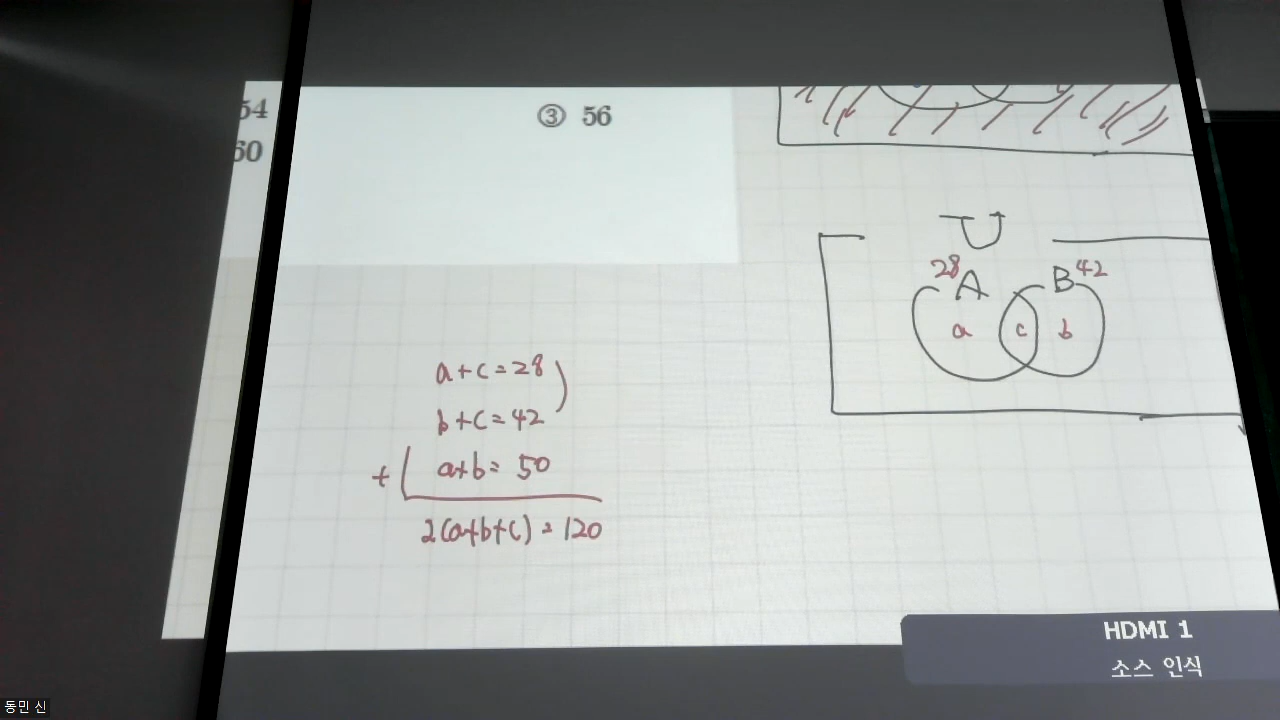 54
③ 56
60
U
28 A B 42
a c b
a+c=28
b+c=42
+ a+b=50
2(a+b+c)=120
HDMI 1
소스 인식
동민 신